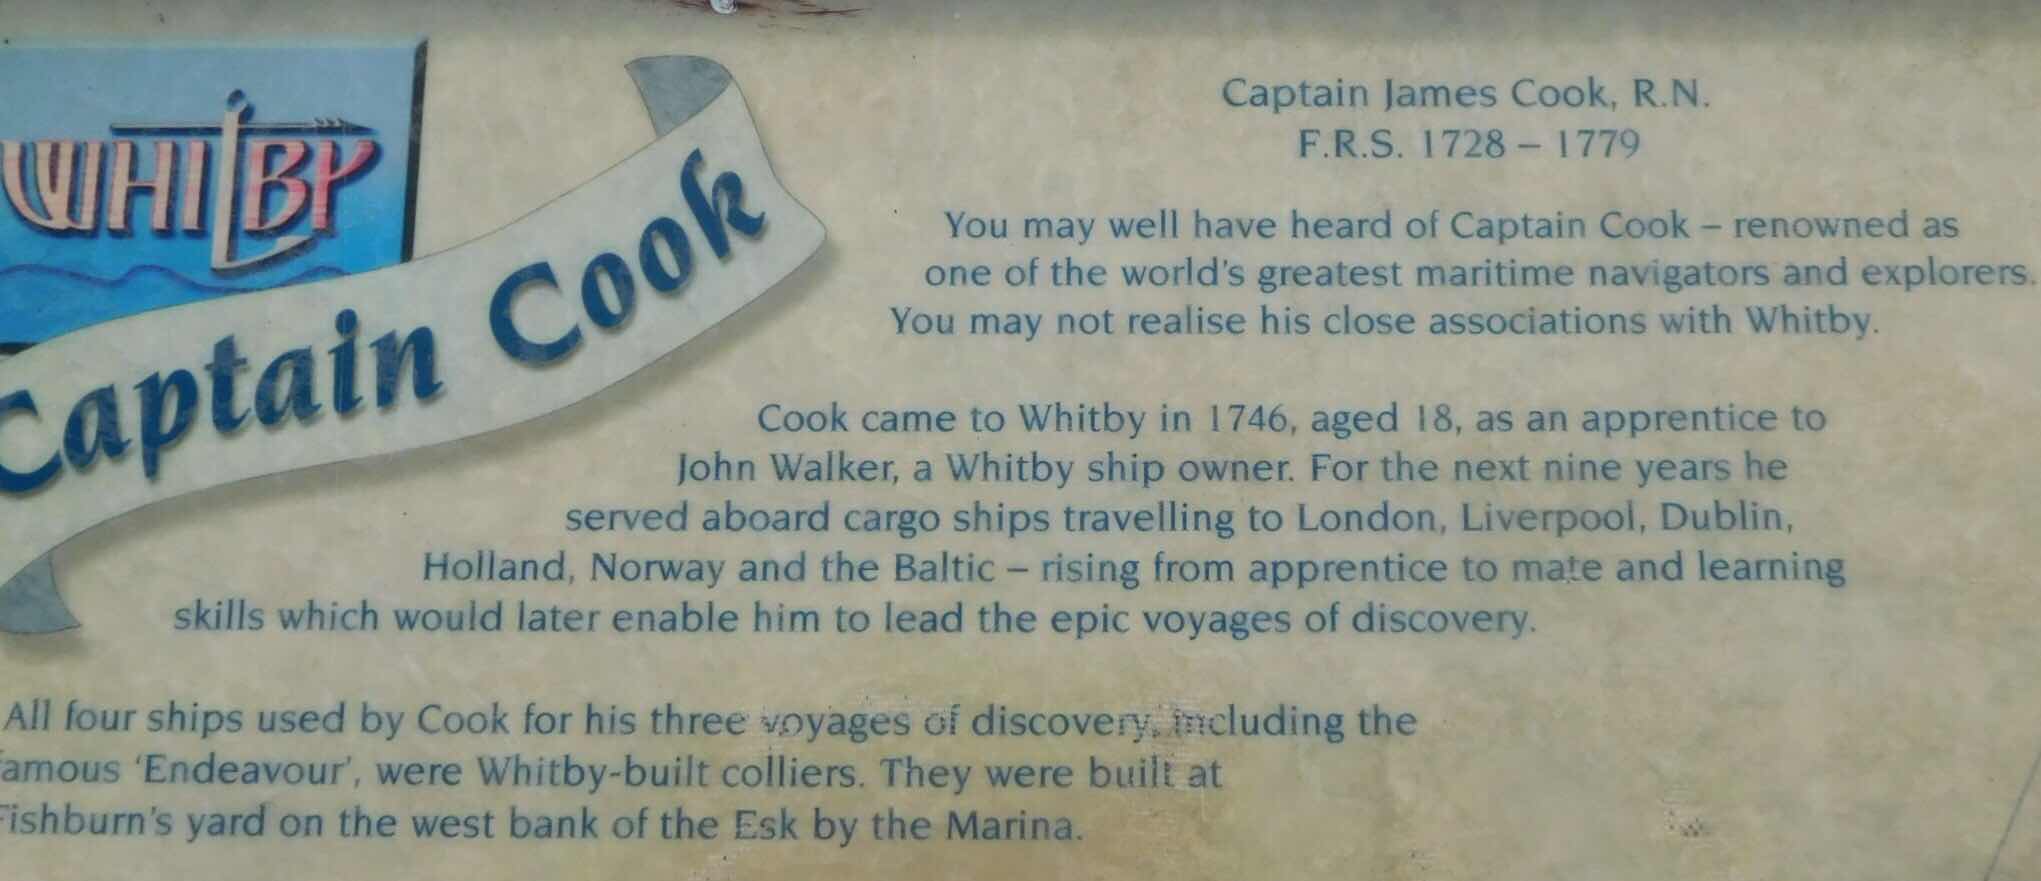 WHITBY
Captain Cook
Captain James Cook, R.N.
F.R.S. 1728 – 1779
You may well have heard of Captain Cook – renowned as
one of the world's greatest maritime navigators and explorers.
You may not realise his close associations with Whitby.
Cook came to Whitby in 1746, aged 18, as an apprentice to
John Walker, a Whitby ship owner. For the next nine years he
served aboard cargo ships travelling to London, Liverpool, Dublin,
Holland, Norway and the Baltic – rising from apprentice to mate and learning
skills which would later enable him to lead the epic voyages of discovery.
All four ships used by Cook for his three voyages of discovery, including the
famous 'Endeavour', were Whitby-built colliers. They were built at
Fishburn's yard on the west bank of the Esk by the Marina.